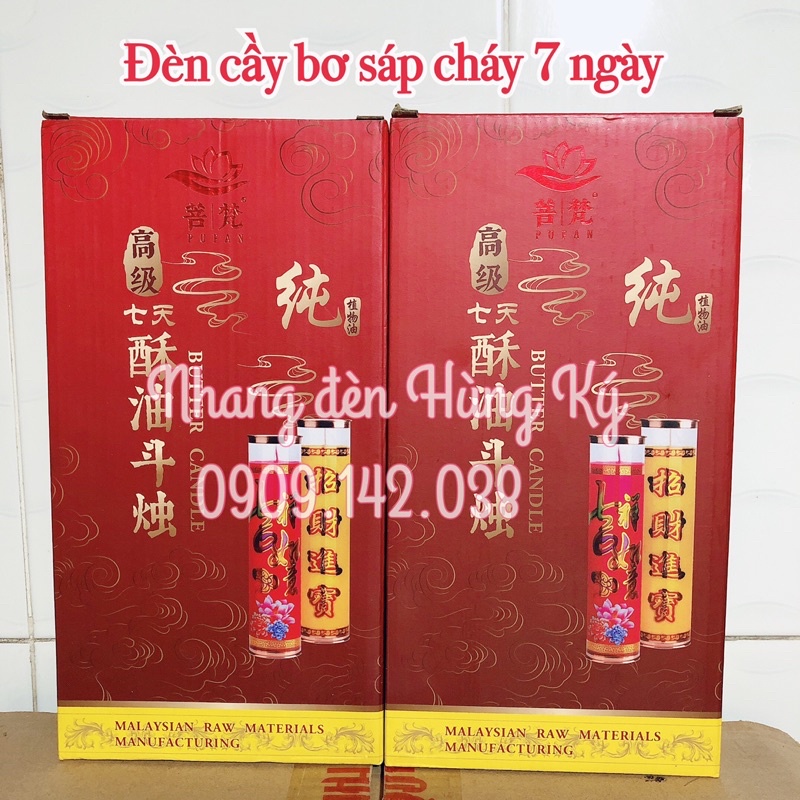 Đèn cầy bơ sáp cháy 7 ngày
菩梵
PUFAN
高级
七天
酥油斗烛
BUTTER CANDLE
纯
植物油
招財進寶
MALAYSIAN RAW MATERIALS
MANUFACTURING
菩梵
PUFAN
高级
七天
酥油斗烛
BUTTER CANDLE
纯
植物油
招財進寶
MALAYSIAN RAW MATERIALS
MANUFACTURING
Nhang đèn Hùng Ký
0909.142.038